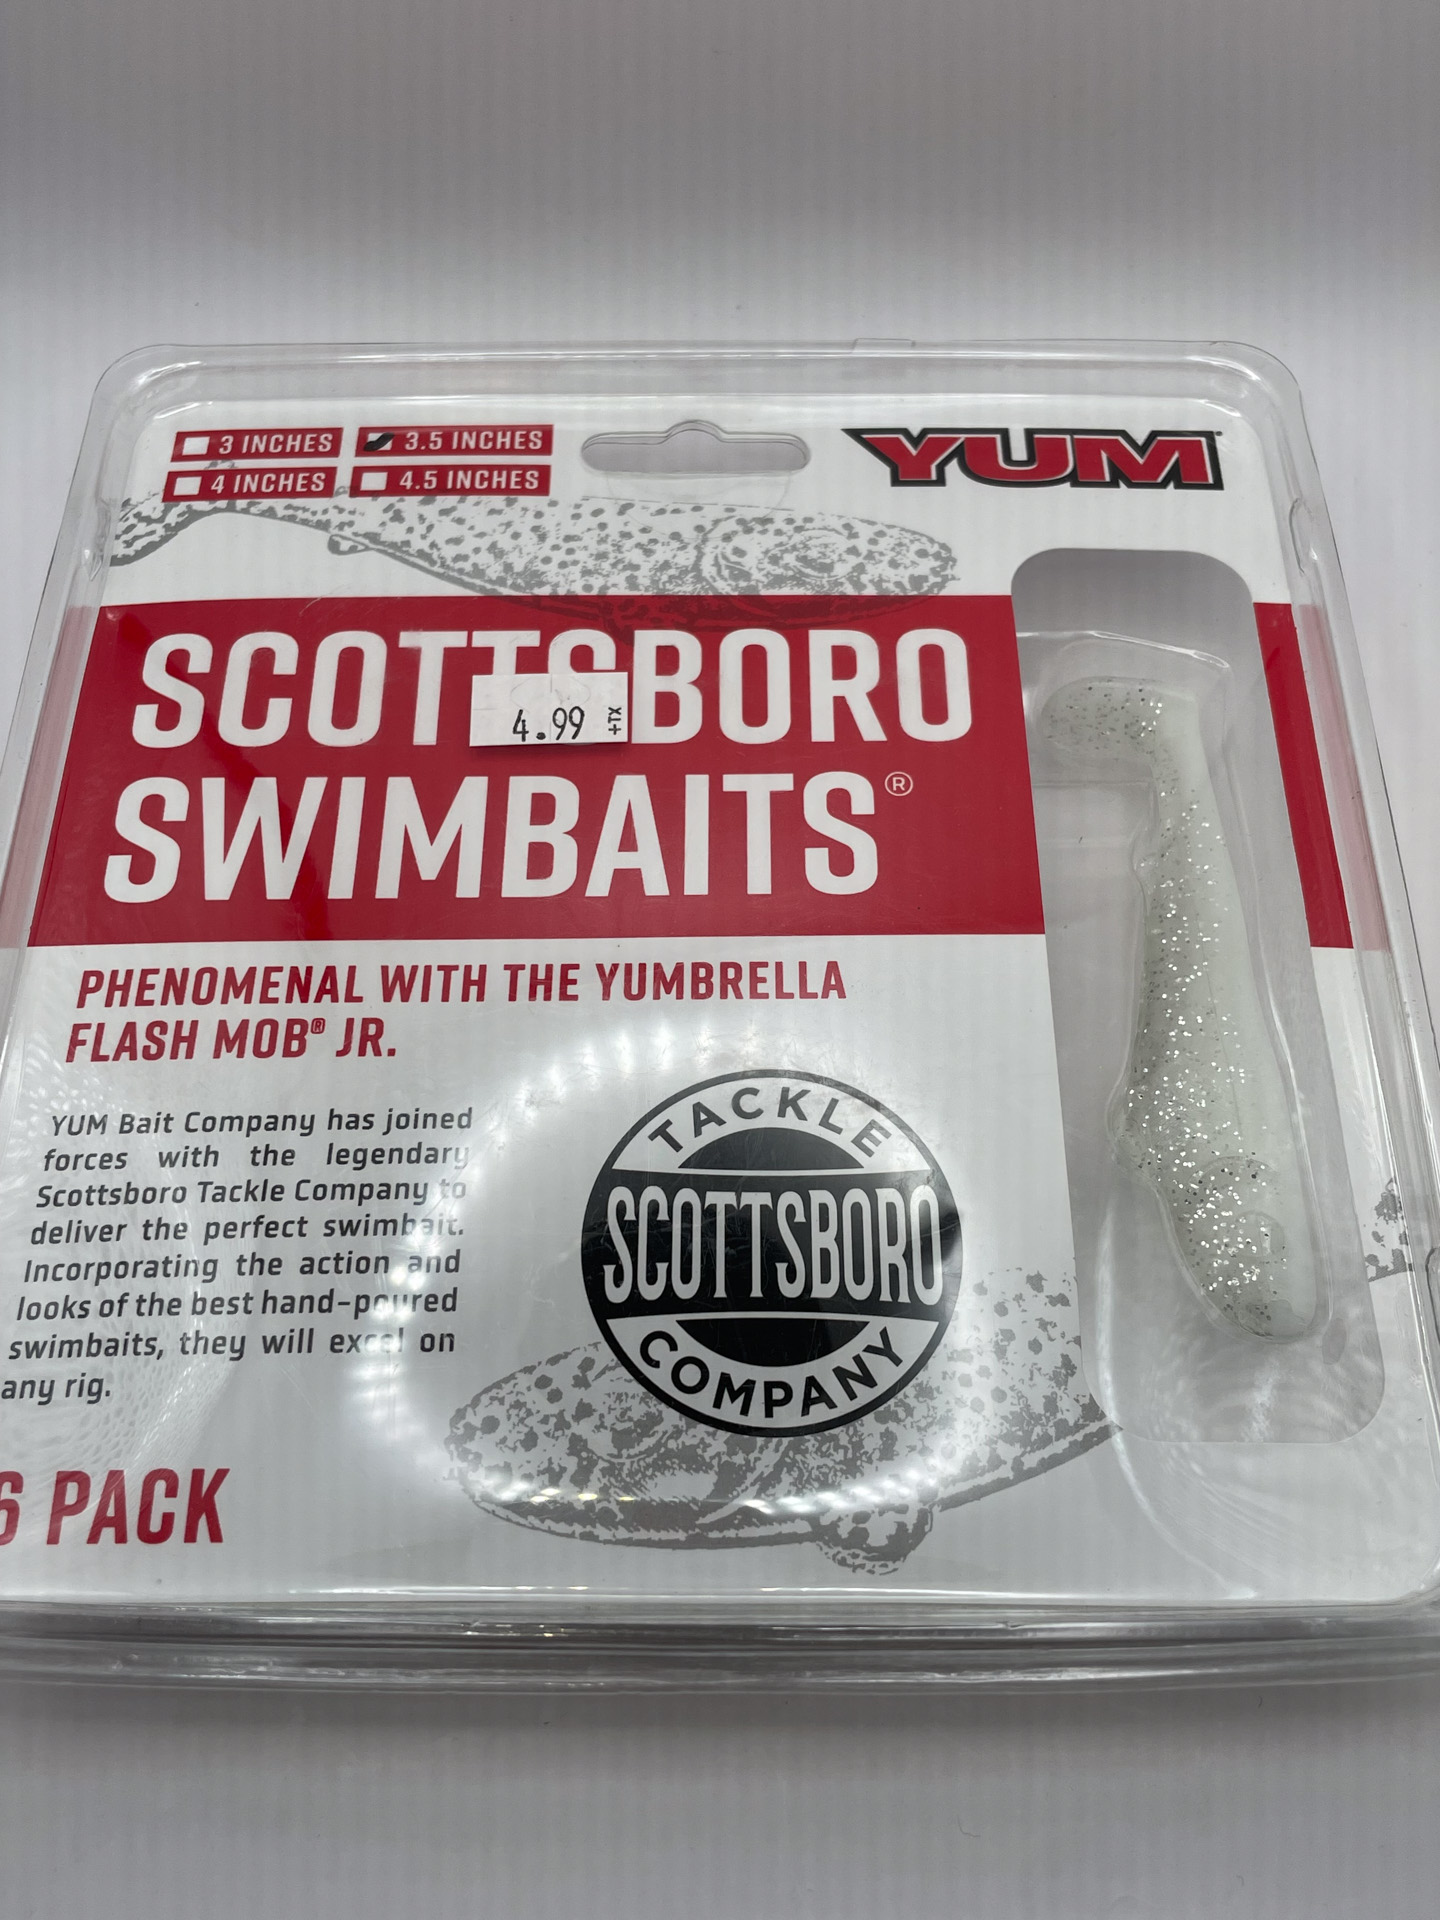 3 INCHES
3.5 INCHES
4 INCHES
4.5 INCHES
YUM
SCOTTSBORO
4.99 +TX
SWIMBAITS®
PHENOMENAL WITH THE YUMBRELLA
FLASH MOB® JR.
YUM Bait Company has joined
forces with the legendary
Scottsboro Tackle Company to
deliver the perfect swimbait.
Incorporating the action and
looks of the best hand-poured
swimbaits, they will excel on
any rig.
TACKLE
SCOTTSBORO
COMPANY
6 PACK